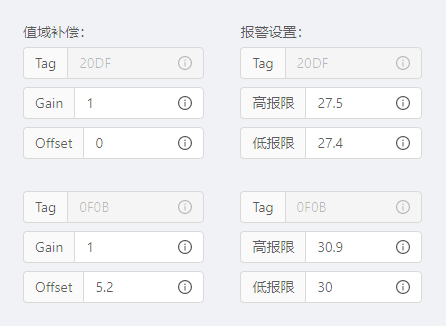 值域补偿：
Tag 20DF
Gain 1
Offset 0
Tag 0F0B
Gain 1
Offset 5.2
报警设置：
Tag 20DF
高报限 27.5
低报限 27.4
Tag 0F0B
高报限 30.9
低报限 30